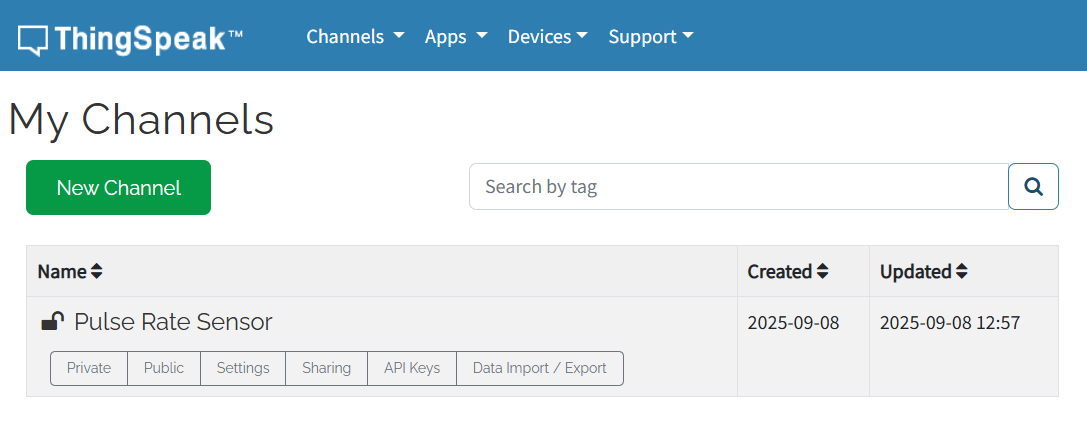 ThingSpeak™ Channels Apps Devices Support
My Channels
New Channel Search by tag
Name Created Updated
Pulse Rate Sensor 2025-09-08 2025-09-08 12:57
Private Public Settings Sharing API Keys Data Import / Export